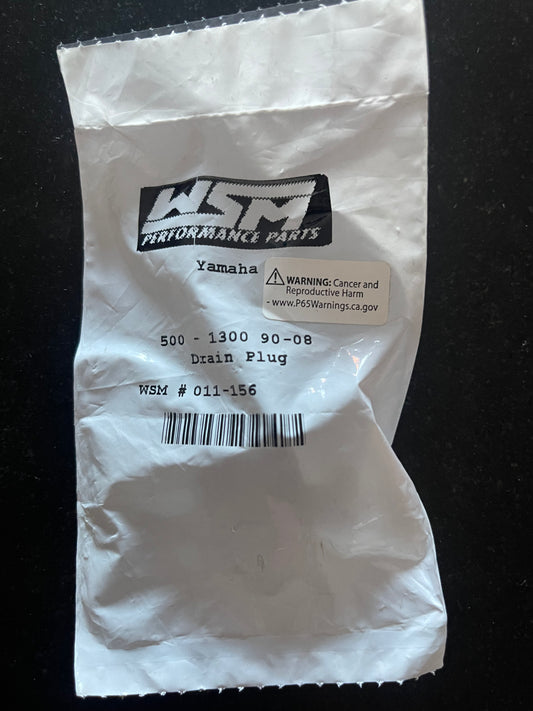 WSM
PERFORMANCE PARTS
Yamaha
WARNING: Cancer and
Reproductive Harm
- www.P65Warnings.ca.gov
500 - 1300 90-08
Drain Plug
WSM # 011-156